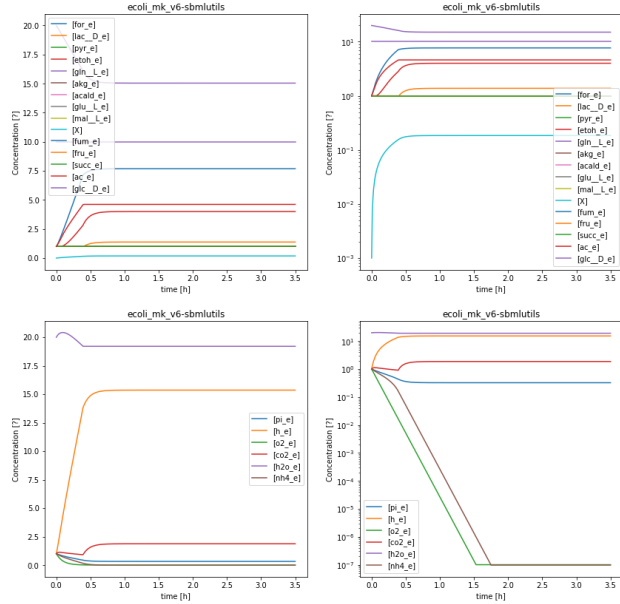 ecoli_mk_v6-sbmlutils
20.0
17.5
15.0
12.5
10.0
7.5
5.0
2.5
0.0
Concentration [?]
[for_e]
[lac__D_e]
[pyr_e]
[etoh_e]
[gln__L_e]
[akg_e]
[acald_e]
[glu__L_e]
[mal__L_e]
[X]
[fum_e]
[fru_e]
[succ_e]
[ac_e]
[glc__D_e]
0.0 0.5 1.0 1.5 2.0 2.5 3.0 3.5
time [h]
ecoli_mk_v6-sbmlutils
10^1
10^0
10^-1
10^-2
10^-3
Concentration [?]
[for_e]
[lac__D_e]
[pyr_e]
[etoh_e]
[gln__L_e]
[akg_e]
[acald_e]
[glu__L_e]
[mal__L_e]
[X]
[fum_e]
[fru_e]
[succ_e]
[ac_e]
[glc__D_e]
0.0 0.5 1.0 1.5 2.0 2.5 3.0 3.5
time [h]
ecoli_mk_v6-sbmlutils
20.0
17.5
15.0
12.5
10.0
7.5
5.0
2.5
0.0
Concentration [?]
[pi_e]
[h_e]
[o2_e]
[co2_e]
[h2o_e]
[nh4_e]
0.0 0.5 1.0 1.5 2.0 2.5 3.0 3.5
time [h]
ecoli_mk_v6-sbmlutils
10^1
10^0
10^-1
10^-2
10^-3
10^-4
10^-5
10^-6
10^-7
Concentration [?]
[pi_e]
[h_e]
[o2_e]
[co2_e]
[h2o_e]
[nh4_e]
0.0 0.5 1.0 1.5 2.0 2.5 3.0 3.5
time [h]